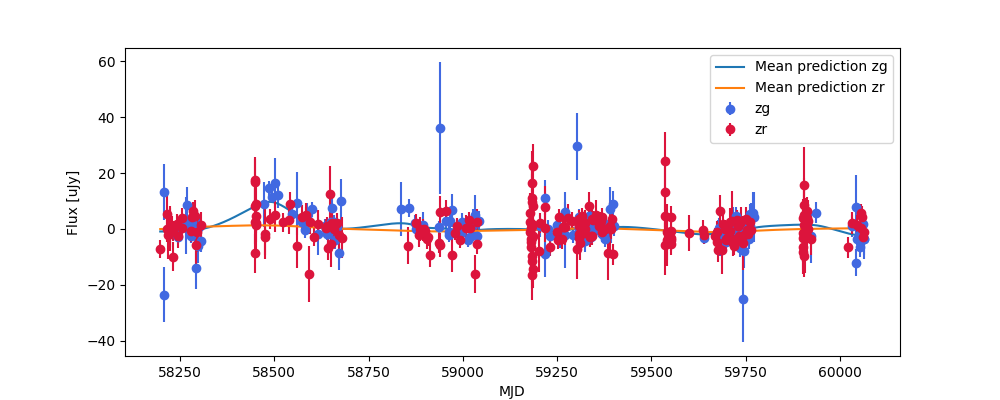 60
40
20
0
−20
−40
Flux [uJy]
58250
58500
58750
59000
59250
59500
59750
60000
MJD
Mean prediction zg
Mean prediction zr
zg
zr